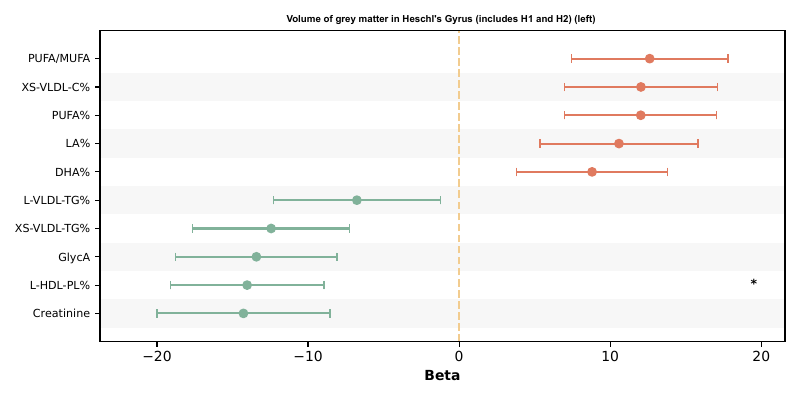 Volume of grey matter in Heschl's Gyrus (includes H1 and H2) (left)
PUFA/MUFA
XS-VLDL-C%
PUFA%
LA%
DHA%
L-VLDL-TG%
XS-VLDL-TG%
GlycA
L-HDL-PL% *
Creatinine
−20 −10 0 10 20
Beta